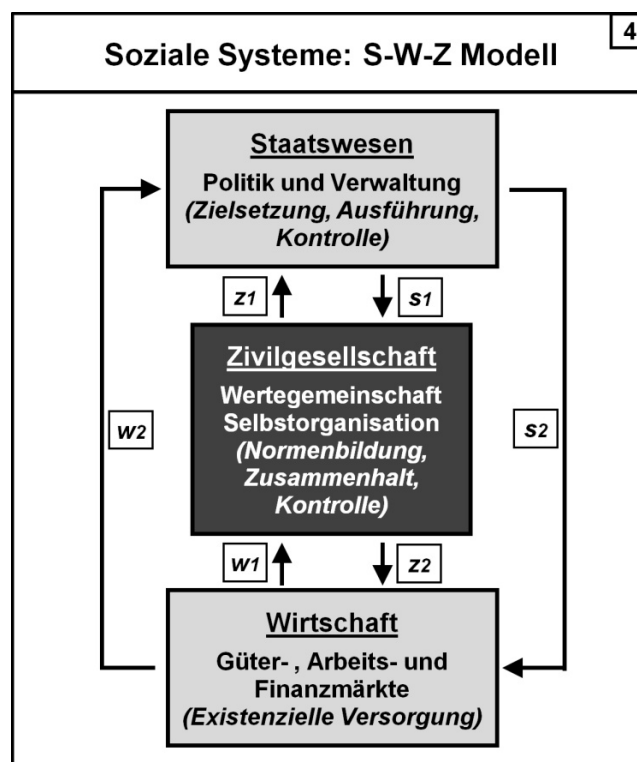 4
Soziale Systeme: S-W-Z Modell
Staatswesen
Politik und Verwaltung
(Zielsetzung, Ausführung,
Kontrolle)
z1
s1
Zivilgesellschaft
Wertegemeinschaft
Selbstorganisation
(Normenbildung,
Zusammenhalt,
Kontrolle)
w2
s2
w1
z2
Wirtschaft
Güter- , Arbeits- und
Finanzmärkte
(Existenzielle Versorgung)